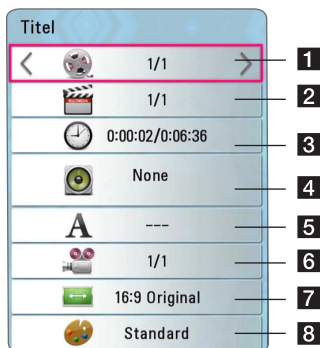 Titel
1/1 1
MULTIMEDIA
1/1 2
0:00:02/0:06:36 3
None 4
A --- 5
1/1 6
16:9 Original 7
Standard 8